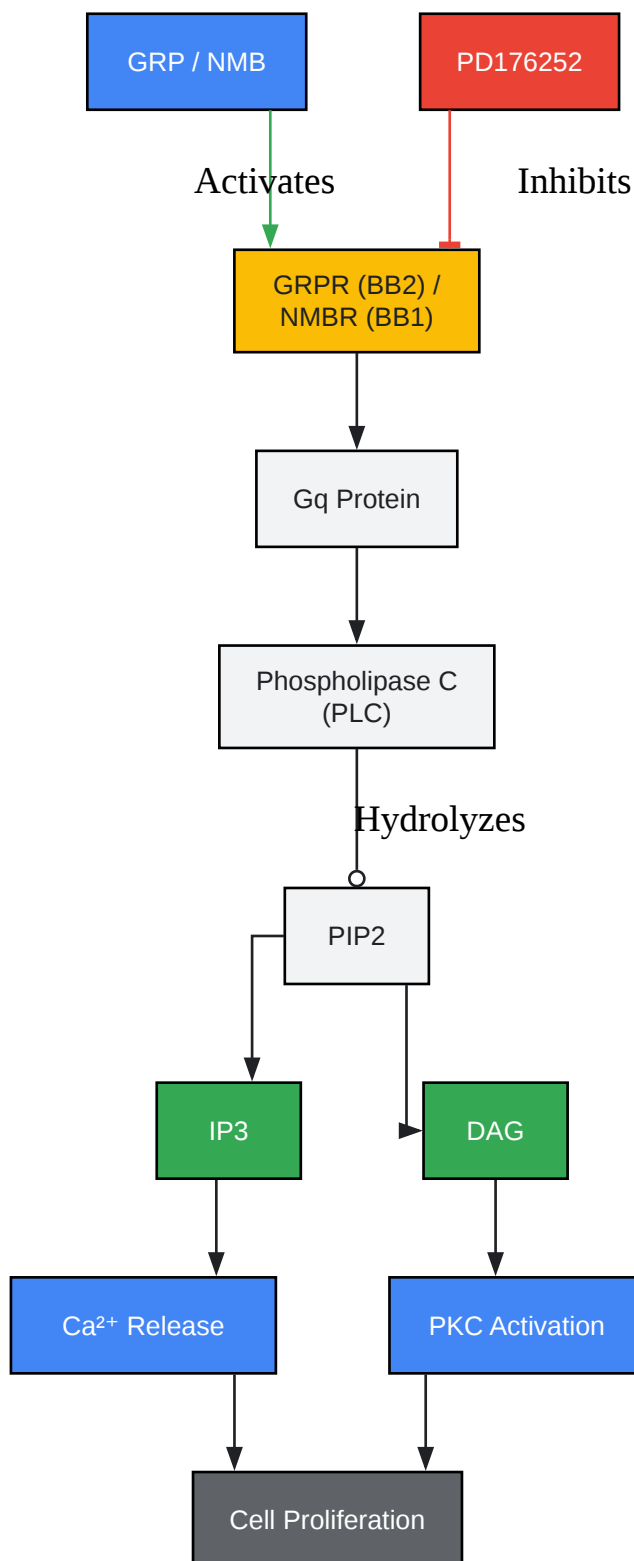 GRP / NMB
PD176252
Activates
Inhibits
GRPR (BB2) /
NMBR (BB1)
Gq Protein
Phospholipase C
(PLC)
Hydrolyzes
PIP2
IP3
DAG
Ca²⁺ Release
PKC Activation
Cell Proliferation